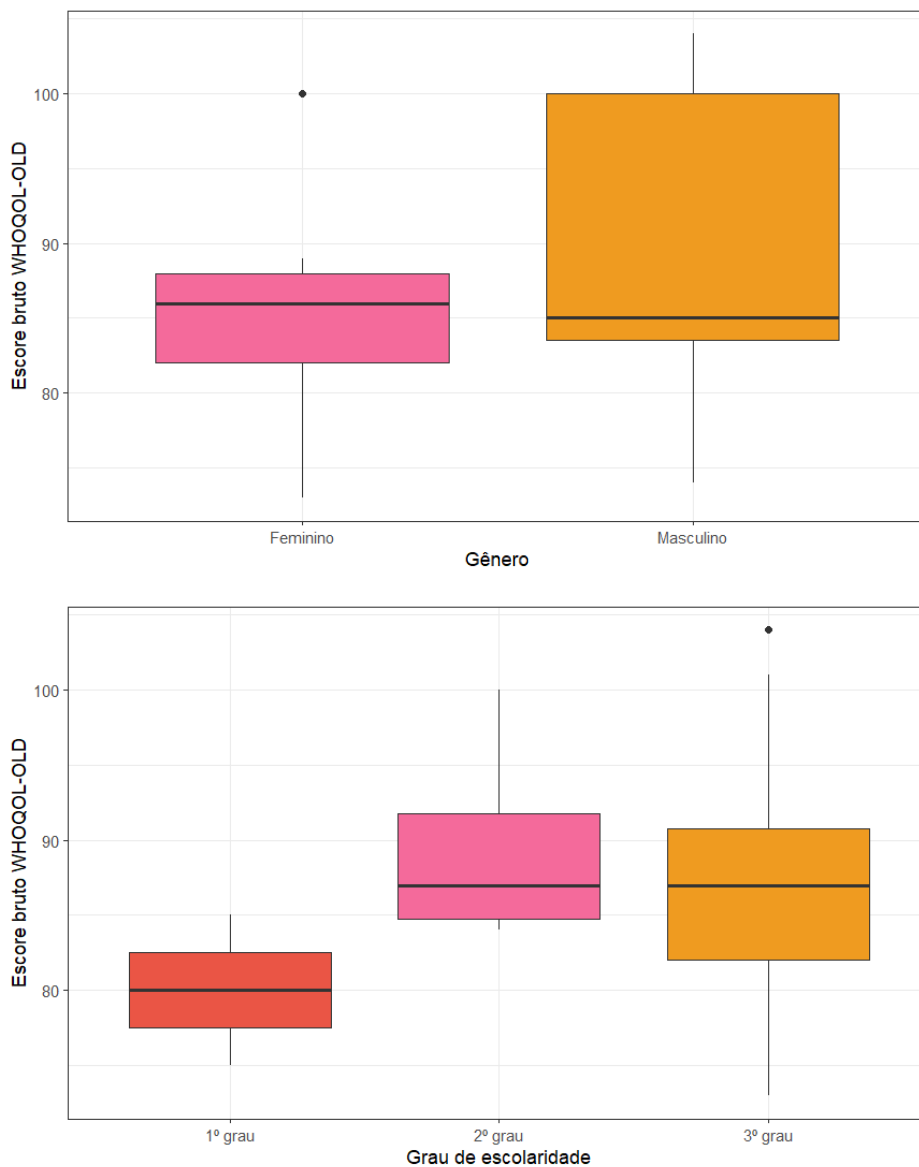 Escore bruto WHOQOL-OLD
100
90
80
Feminino Masculino
Gênero
Escore bruto WHOQOL-OLD
100
90
80
1º grau 2º grau 3º grau
Grau de escolaridade